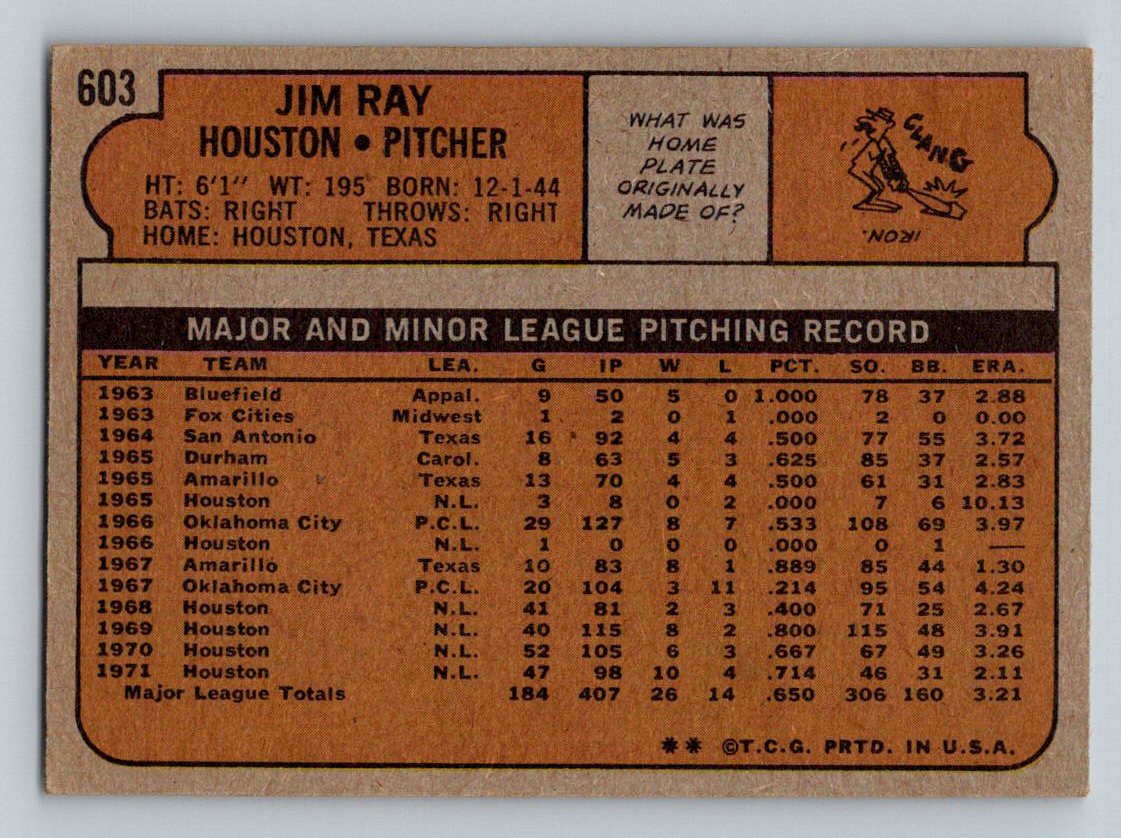 603
JIM RAY
HOUSTON • PITCHER
HT: 6'1" WT: 195 BORN: 12-1-44
BATS: RIGHT THROWS: RIGHT
HOME: HOUSTON, TEXAS
WHAT WAS
HOME
PLATE
ORIGINALLY
MADE OF?
CLANG
IRON.
MAJOR AND MINOR LEAGUE PITCHING RECORD
YEAR TEAM LEA. G IP W L PCT. SO. BB. ERA.
1963 Bluefield Appal. 9 50 5 0 1.000 78 37 2.88
1963 Fox Cities Midwest 1 2 0 1 .000 2 0 0.00
1964 San Antonio Texas 16 92 4 4 .500 77 55 3.72
1965 Durham Carol. 8 63 5 3 .625 85 37 2.57
1965 Amarillo Texas 13 70 4 4 .500 61 31 2.83
1965 Houston N.L. 3 8 0 2 .000 7 6 10.13
1966 Oklahoma City P.C.L. 29 127 8 7 .533 108 69 3.97
1966 Houston N.L. 1 0 0 0 .000 0 1 —
1967 Amarillo Texas 10 83 8 1 .889 85 44 1.30
1967 Oklahoma City P.C.L. 20 104 3 11 .214 95 54 4.24
1968 Houston N.L. 41 81 2 3 .400 71 25 2.67
1969 Houston N.L. 40 115 8 2 .800 115 48 3.91
1970 Houston N.L. 52 105 6 3 .667 67 49 3.26
1971 Houston N.L. 47 98 10 4 .714 46 31 2.11
Major League Totals 184 407 26 14 .650 306 160 3.21
** ©T.C.G. PRTD. IN U.S.A.